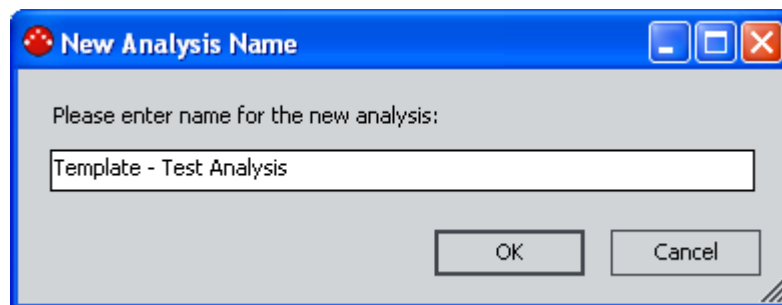 New Analysis Name
Please enter name for the new analysis:
Template - Test Analysis
OK Cancel